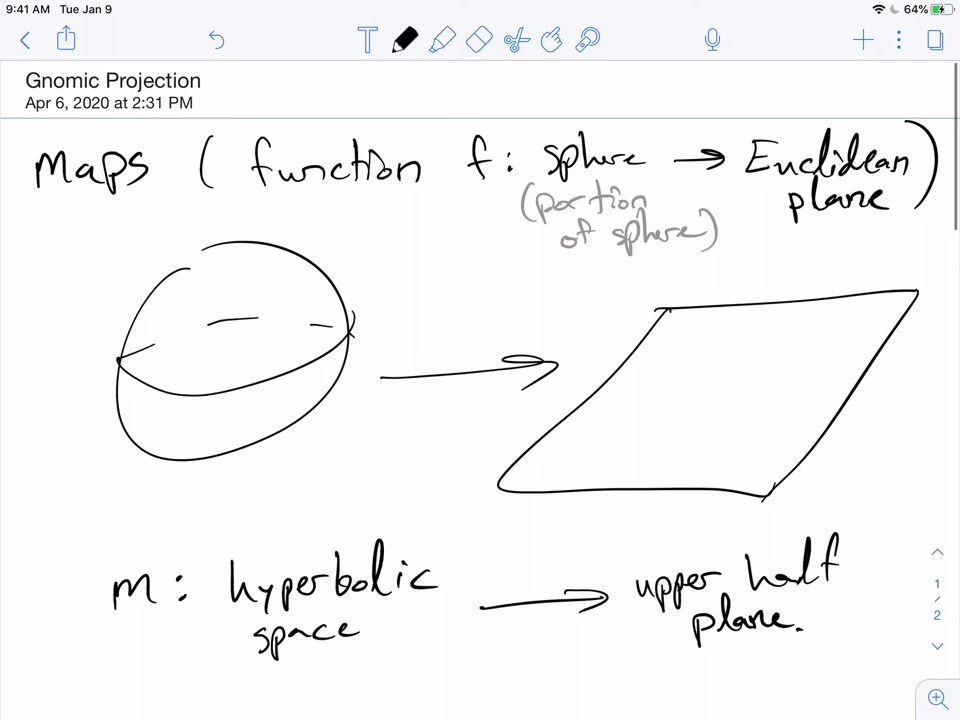 9:41 AM Tue Jan 9
64%
T
Gnomic Projection
Apr 6, 2020 at 2:31 PM
Maps ( function f : sphere → Euclidean plane )
(portion
of sphere)
m : hyperbolic space → upper half plane.
1
/
2